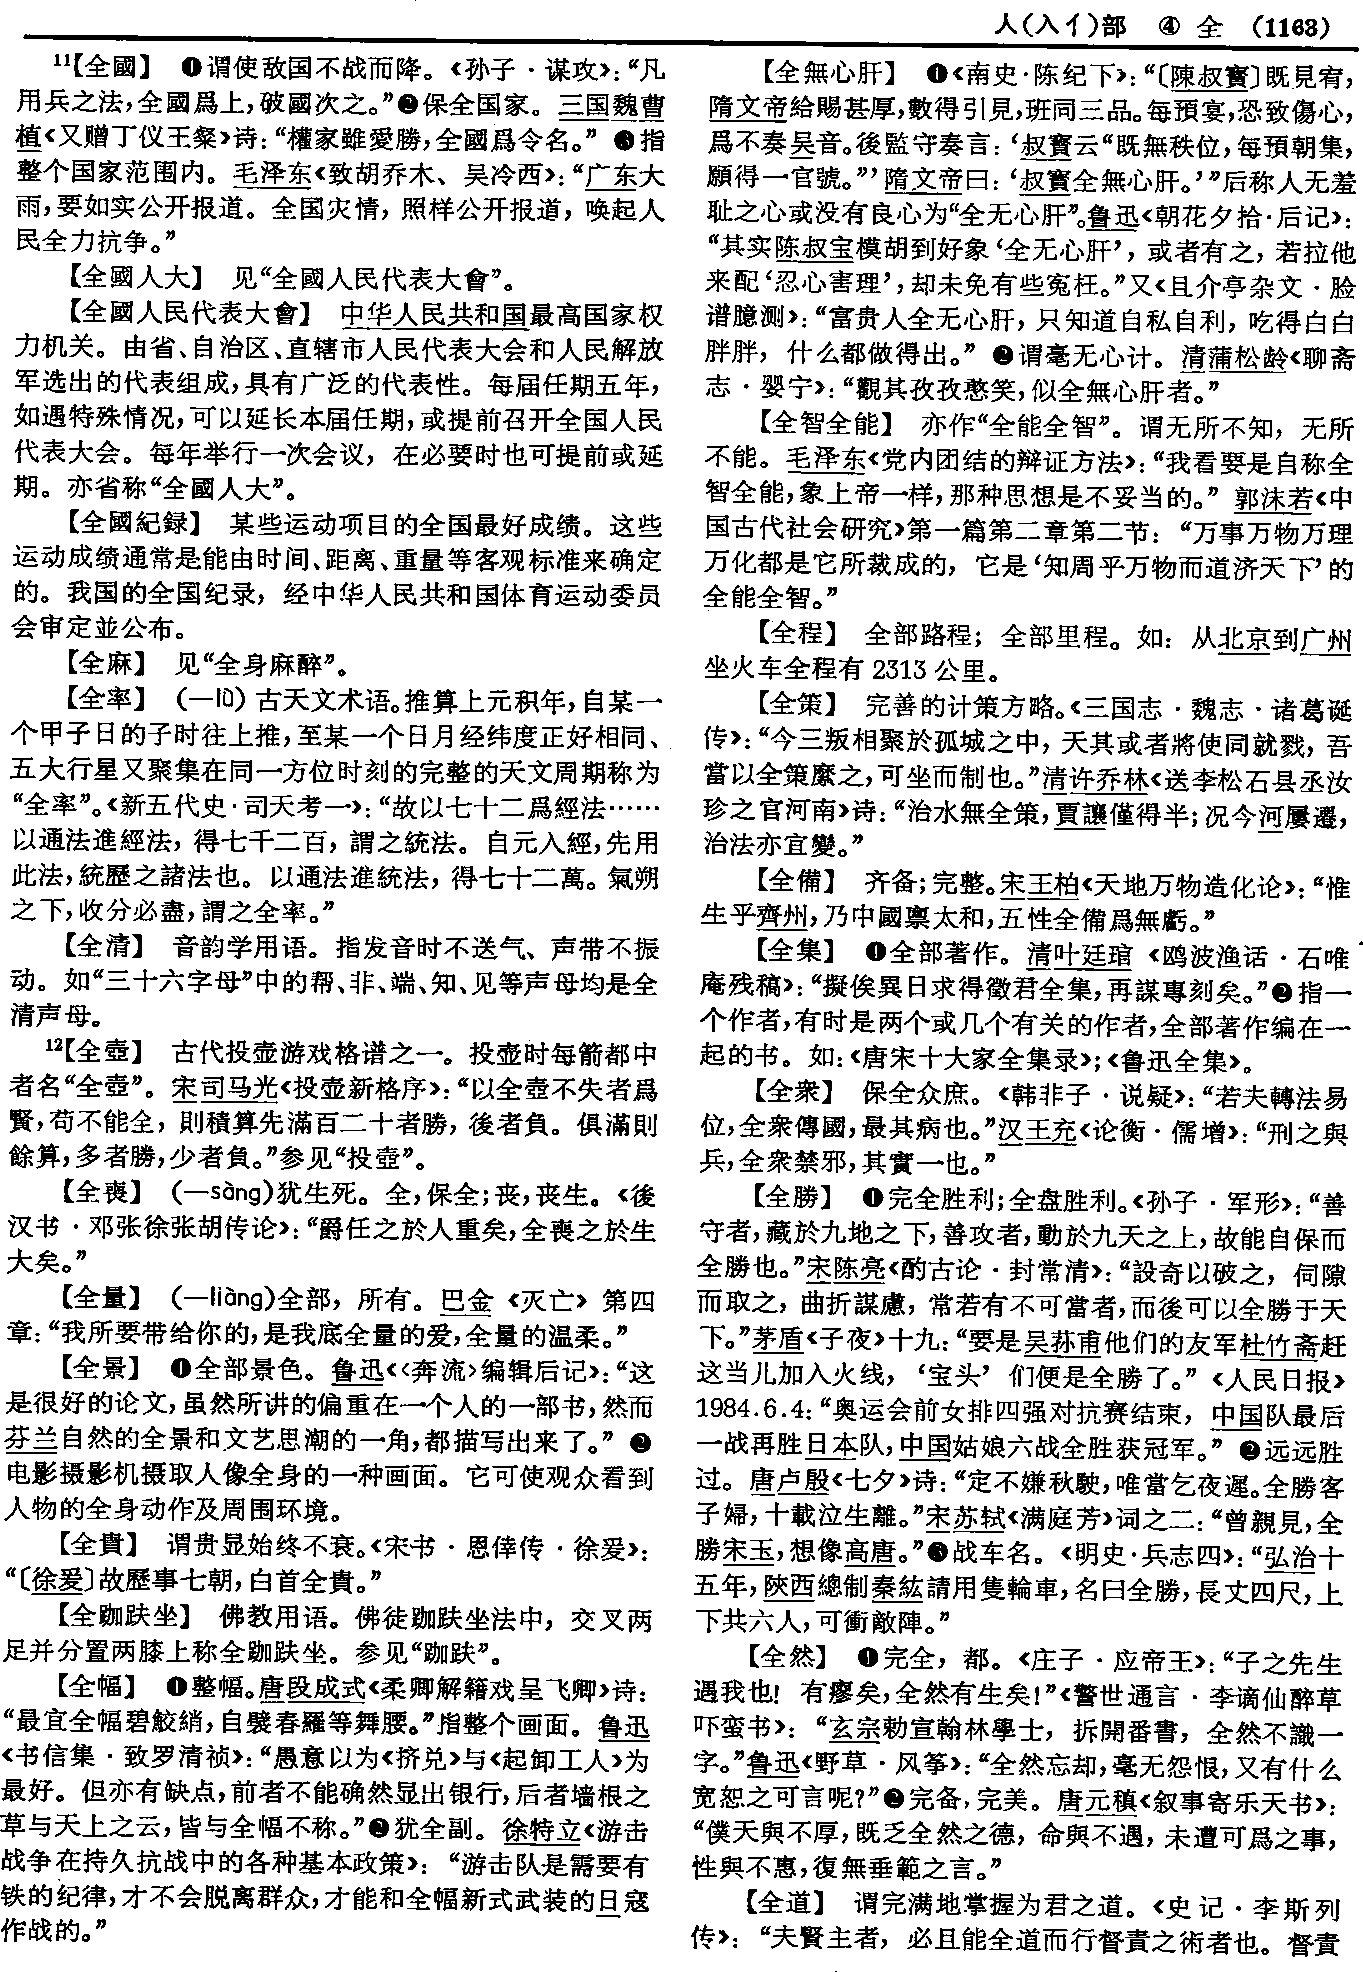 人(入亻)部　④ 全　(1163)
¹¹【全國】　❶谓使敌国不战而降。《孙子·谋攻》：“凡
用兵之法，全國爲上，破國次之。”❷保全国家。三国魏曹
植《又赠丁仪王粲》诗：“權家雖愛勝，全國爲令名。”　❸指
整个国家范围内。毛泽东《致胡乔木、吴冷西》：“广东大
雨，要如实公开报道。全国灾情，照样公开报道，唤起人
民全力抗争。”
【全國人大】　见“全國人民代表大會”。
【全國人民代表大會】　中华人民共和国最高国家权
力机关。由省、自治区、直辖市人民代表大会和人民解放
军选出的代表组成，具有广泛的代表性。每届任期五年，
如遇特殊情况，可以延长本届任期，或提前召开全国人民
代表大会。每年举行一次会议，在必要时也可提前或延
期。亦省称“全國人大”。
【全國紀録】　某些运动项目的全国最好成绩。这些
运动成绩通常是能由时间、距离、重量等客观标准来确定
的。我国的全国纪录，经中华人民共和国体育运动委员
会审定並公布。
【全麻】　见“全身麻醉”。
【全率】　(—lǜ) 古天文术语。推算上元积年，自某一
个甲子日的子时往上推，至某一个日月经纬度正好相同、
五大行星又聚集在同一方位时刻的完整的天文周期称为
“全率”。《新五代史·司天考一》：“故以七十二爲經法……
以通法進經法，得七千二百，謂之統法。自元入經，先用
此法，統歷之諸法也。以通法進統法，得七十二萬。氣朔
之下，收分必盡，謂之全率。”
【全清】　音韵学用语。指发音时不送气、声带不振
动。如“三十六字母”中的帮、非、端、知、见等声母均是全
清声母。
¹²【全壺】　古代投壶游戏格谱之一。投壶时每箭都中
者名“全壺”。宋司马光《投壶新格序》：“以全壺不失者爲
賢，苟不能全，則積算先滿百二十者勝，後者負。俱滿則
餘算，多者勝，少者負。”参见“投壺”。
【全喪】　(—sàng)犹生死。全，保全；丧，丧生。《後
汉书·邓张徐张胡传论》：“爵任之於人重矣，全喪之於生
大矣。”
【全量】　(—liàng)全部，所有。巴金《灭亡》第四
章：“我所要带给你的，是我底全量的爱，全量的温柔。”
【全景】　❶全部景色。鲁迅《〈奔流〉编辑后记》：“这
是很好的论文，虽然所讲的偏重在一个人的一部书，然而
芬兰自然的全景和文艺思潮的一角，都描写出来了。”　❷
电影摄影机摄取人像全身的一种画面。它可使观众看到
人物的全身动作及周围环境。
【全貴】　谓贵显始终不衰。《宋书·恩倖传·徐爰》：
“〔徐爰〕故歷事七朝，白首全貴。”
【全跏趺坐】　佛教用语。佛徒跏趺坐法中，交叉两
足并分置两膝上称全跏趺坐。参见“跏趺”。
【全幅】　❶整幅。唐段成式《柔卿解籍戏呈飞卿》诗：
“最宜全幅碧鮫綃，自襞春羅等舞腰。”指整个画面。鲁迅
《书信集·致罗清祯》：“愚意以为《挤兑》与《起卸工人》为
最好。但亦有缺点，前者不能确然显出银行，后者墙根之
草与天上之云，皆与全幅不称。”❷犹全副。徐特立《游击
战争在持久抗战中的各种基本政策》：“游击队是需要有
铁的纪律，才不会脱离群众，才能和全幅新式武装的日寇
作战的。”
【全無心肝】　❶《南史·陈纪下》：“〔陳叔寶〕既見宥，
隋文帝給賜甚厚，數得引見，班同三品。每預宴，恐致傷心，
爲不奏吴音。後監守奏言：‘叔寶云“既無秩位，每預朝集，
願得一官號。”’隋文帝曰：‘叔寶全無心肝。’”后称人无羞
耻之心或没有良心为“全无心肝”。鲁迅《朝花夕拾·后记》：
“其实陈叔宝模胡到好象‘全无心肝’，或者有之，若拉他
来配‘忍心害理’，却未免有些冤枉。”又《且介亭杂文·脸
谱臆测》：“富贵人全无心肝，只知道自私自利，吃得白白
胖胖，什么都做得出。”　❷谓毫无心计。清蒲松龄《聊斋
志·婴宁》：“觀其孜孜憨笑，似全無心肝者。”
【全智全能】　亦作“全能全智”。谓无所不知，无所
不能。毛泽东《党内团结的辩证方法》：“我看要是自称全
智全能，象上帝一样，那种思想是不妥当的。”郭沫若《中
国古代社会研究》第一篇第二章第二节：“万事万物万理
万化都是它所裁成的，它是‘知周乎万物而道济天下’的
全能全智。”
【全程】　全部路程；全部里程。如：从北京到广州
坐火车全程有 2313 公里。
【全策】　完善的计策方略。《三国志·魏志·诸葛诞
传》：“今三叛相聚於孤城之中，天其或者將使同就戮，吾
當以全策縻之，可坐而制也。”清许乔林《送李松石县丞汝
珍之官河南》诗：“治水無全策，賈讓僅得半；况今河屢遷，
治法亦宜變。”
【全備】　齐备；完整。宋王柏《天地万物造化论》：“惟
生乎齊州，乃中國禀太和，五性全備爲無虧。”
【全集】　❶全部著作。清叶廷琯《鸥波渔话·石唯
庵残稿》：“擬俟異日求得徵君全集，再謀專刻矣。”❷指一
个作者，有时是两个或几个有关的作者，全部著作编在一
起的书。如：《唐宋十大家全集录》；《鲁迅全集》。
【全衆】　保全众庶。《韩非子·说疑》：“若夫轉法易
位，全衆傳國，最其病也。”汉王充《论衡·儒增》：“刑之與
兵，全衆禁邪，其實一也。”
【全勝】　❶完全胜利；全盘胜利。《孙子·军形》：“善
守者，藏於九地之下，善攻者，動於九天之上，故能自保而
全勝也。”宋陈亮《酌古论·封常清》：“設奇以破之，伺隙
而取之，曲折謀慮，常若有不可當者，而後可以全勝于天
下。”茅盾《子夜》十九：“要是吴荪甫他们的友军杜竹斋赶
这当儿加入火线，‘宝头’们便是全勝了。”《人民日报》
1984.6.4：“奥运会前女排四强对抗赛结束，中国队最后
一战再胜日本队，中国姑娘六战全胜获冠军。”　❷远远胜
过。唐卢殷《七夕》诗：“定不嫌秋駛，唯當乞夜遲。全勝客
子婦，十載泣生離。”宋苏轼《满庭芳》词之二：“曾親見，全
勝宋玉，想像高唐。”❸战车名。《明史·兵志四》：“弘治十
五年，陝西總制秦紘請用隻輪車，名曰全勝，長丈四尺，上
下共六人，可衝敵陣。”
【全然】　❶完全，都。《庄子·应帝王》：“子之先生
遇我也！有瘳矣，全然有生矣！”《警世通言·李谪仙醉草
吓蛮书》：“玄宗勅宣翰林學士，拆開番書，全然不識一
字。”鲁迅《野草·风筝》：“全然忘却，毫无怨恨，又有什么
宽恕之可言呢？”❷完备，完美。唐元稹《叙事寄乐天书》：
“僕天與不厚，既乏全然之德，命與不遇，未遭可爲之事，
性與不惠，復無垂範之言。”
【全道】　谓完满地掌握为君之道。《史记·李斯列
传》：“夫賢主者，必且能全道而行督責之術者也。督責